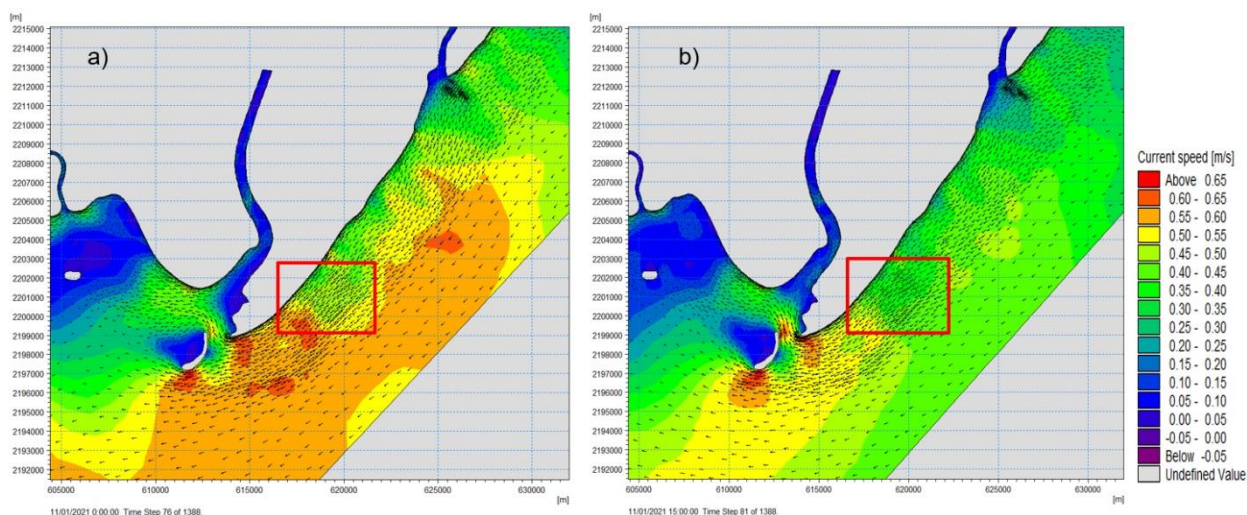 [m]
a)
2215000
2214000
2213000
2212000
2211000
2210000
2209000
2208000
2207000
2206000
2205000
2204000
2203000
2202000
2201000
2200000
2199000
2198000
2197000
2196000
2195000
2194000
2193000
2192000
605000 610000 615000 620000 625000 630000
[m]
11/01/2021 0:00:00 Time Step 76 of 1388.
[m]
b)
2215000
2214000
2213000
2212000
2211000
2210000
2209000
2208000
2207000
2206000
2205000
2204000
2203000
2202000
2201000
2200000
2199000
2198000
2197000
2196000
2195000
2194000
2193000
2192000
605000 610000 615000 620000 625000 630000
[m]
11/01/2021 15:00:00 Time Step 81 of 1388.
Current speed [m/s]
Above 0.65
0.60 - 0.65
0.55 - 0.60
0.50 - 0.55
0.45 - 0.50
0.40 - 0.45
0.35 - 0.40
0.30 - 0.35
0.25 - 0.30
0.20 - 0.25
0.15 - 0.20
0.10 - 0.15
0.05 - 0.10
0.00 - 0.05
-0.05 - 0.00
Below -0.05
Undefined Value